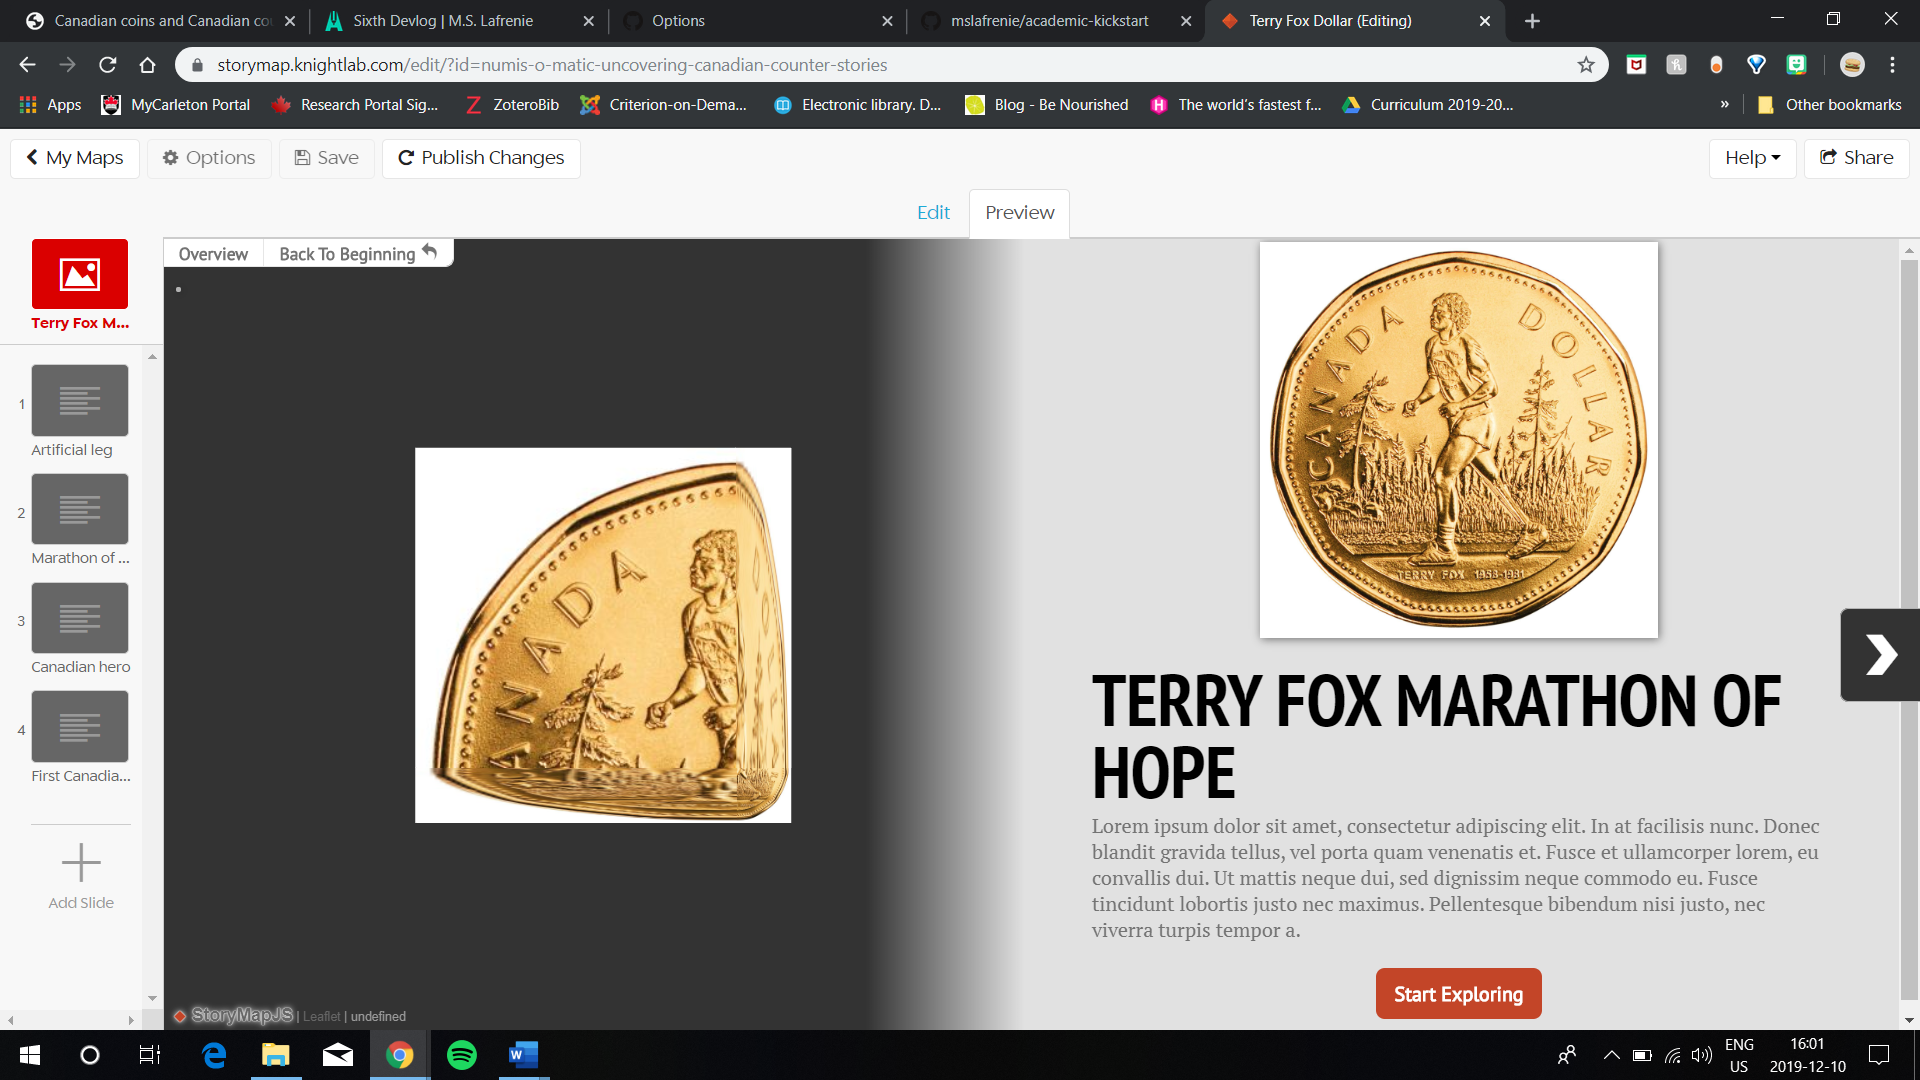 Canadian coins and Canadian cou
Sixth Devlog | M.S. Lafrenie
Options
mslafrenie/academic-kickstart
Terry Fox Dollar (Editing)
storymap.knightlab.com/edit/?id=numis-o-matic-uncovering-canadian-counter-stories
Apps
MyCarleton Portal
Research Portal Sig...
ZoteroBib
Criterion-on-Dema...
Electronic library. D...
Blog - Be Nourished
The world's fastest f...
Curriculum 2019-20...
»
Other bookmarks
My Maps
Options
Save
Publish Changes
Help
Share
Edit
Preview
Terry Fox M...
1
Artificial leg
2
Marathon of ...
3
Canadian hero
4
First Canadia...
Add Slide
Overview
Back To Beginning
ANADA
CANADA DOLLAR
TERRY FOX 1958-1981
TERRY FOX MARATHON OF
HOPE
Lorem ipsum dolor sit amet, consectetur adipiscing elit. In at facilisis nunc. Donec
blandit gravida tellus, vel porta quam venenatis et. Fusce et ullamcorper lorem, eu
convallis dui. Ut mattis neque dui, sed dignissim neque commodo eu. Fusce
tincidunt lobortis justo nec maximus. Pellentesque bibendum nisi justo, nec
viverra turpis tempor a.
Start Exploring
StoryMapJS | Leaflet | undefined
ENG
US
16:01
2019-12-10